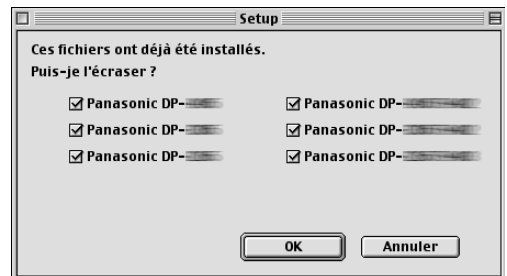 Setup
Ces fichiers ont déjà été installés.
Puis-je l'écraser ?
Panasonic DP- Panasonic DP-
Panasonic DP- Panasonic DP-
Panasonic DP- Panasonic DP-
OK Annuler